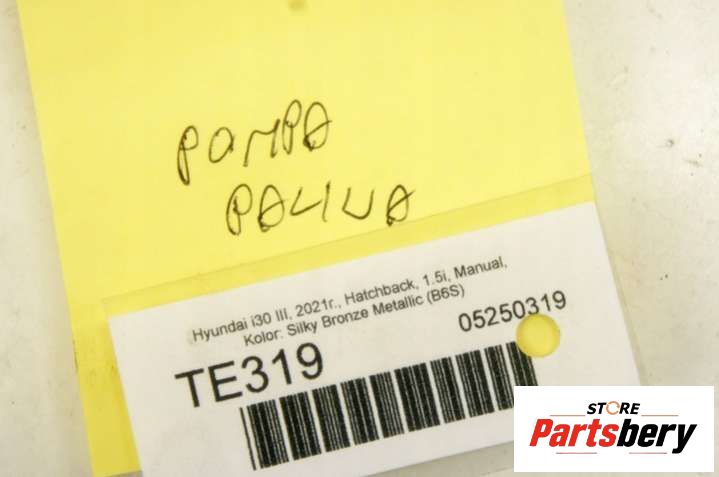 POMPA
PALIWA
Hyundai i30 III, 2021r., Hatchback, 1.5i, Manual,
Kolor: Silky Bronze Metallic (B6S)
TE319
05250319
STORE
Partsbery